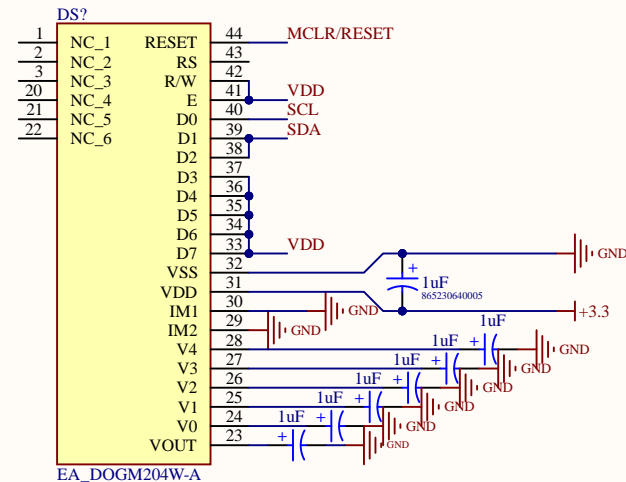 DS?
1 NC_1 RESET 44 MCLR/RESET
2 NC_2 RS 43
3 NC_3 R/W 42
20 NC_4 E 41 VDD
21 NC_5 D0 40 SCL
22 NC_6 D1 39 SDA
D2 38
D3 37
D4 36
D5 35
D6 34
D7 33 VDD
VSS 32 GND
+
1uF
865230640005
VDD 31
IM1 30 GND +3.3
IM2 29 GND
V4 28 1uF + GND
V3 27 1uF + GND
V2 26 1uF + GND
V1 25 1uF + GND
V0 24 1uF + GND
VOUT 23 + GND
EA_DOGM204W-A